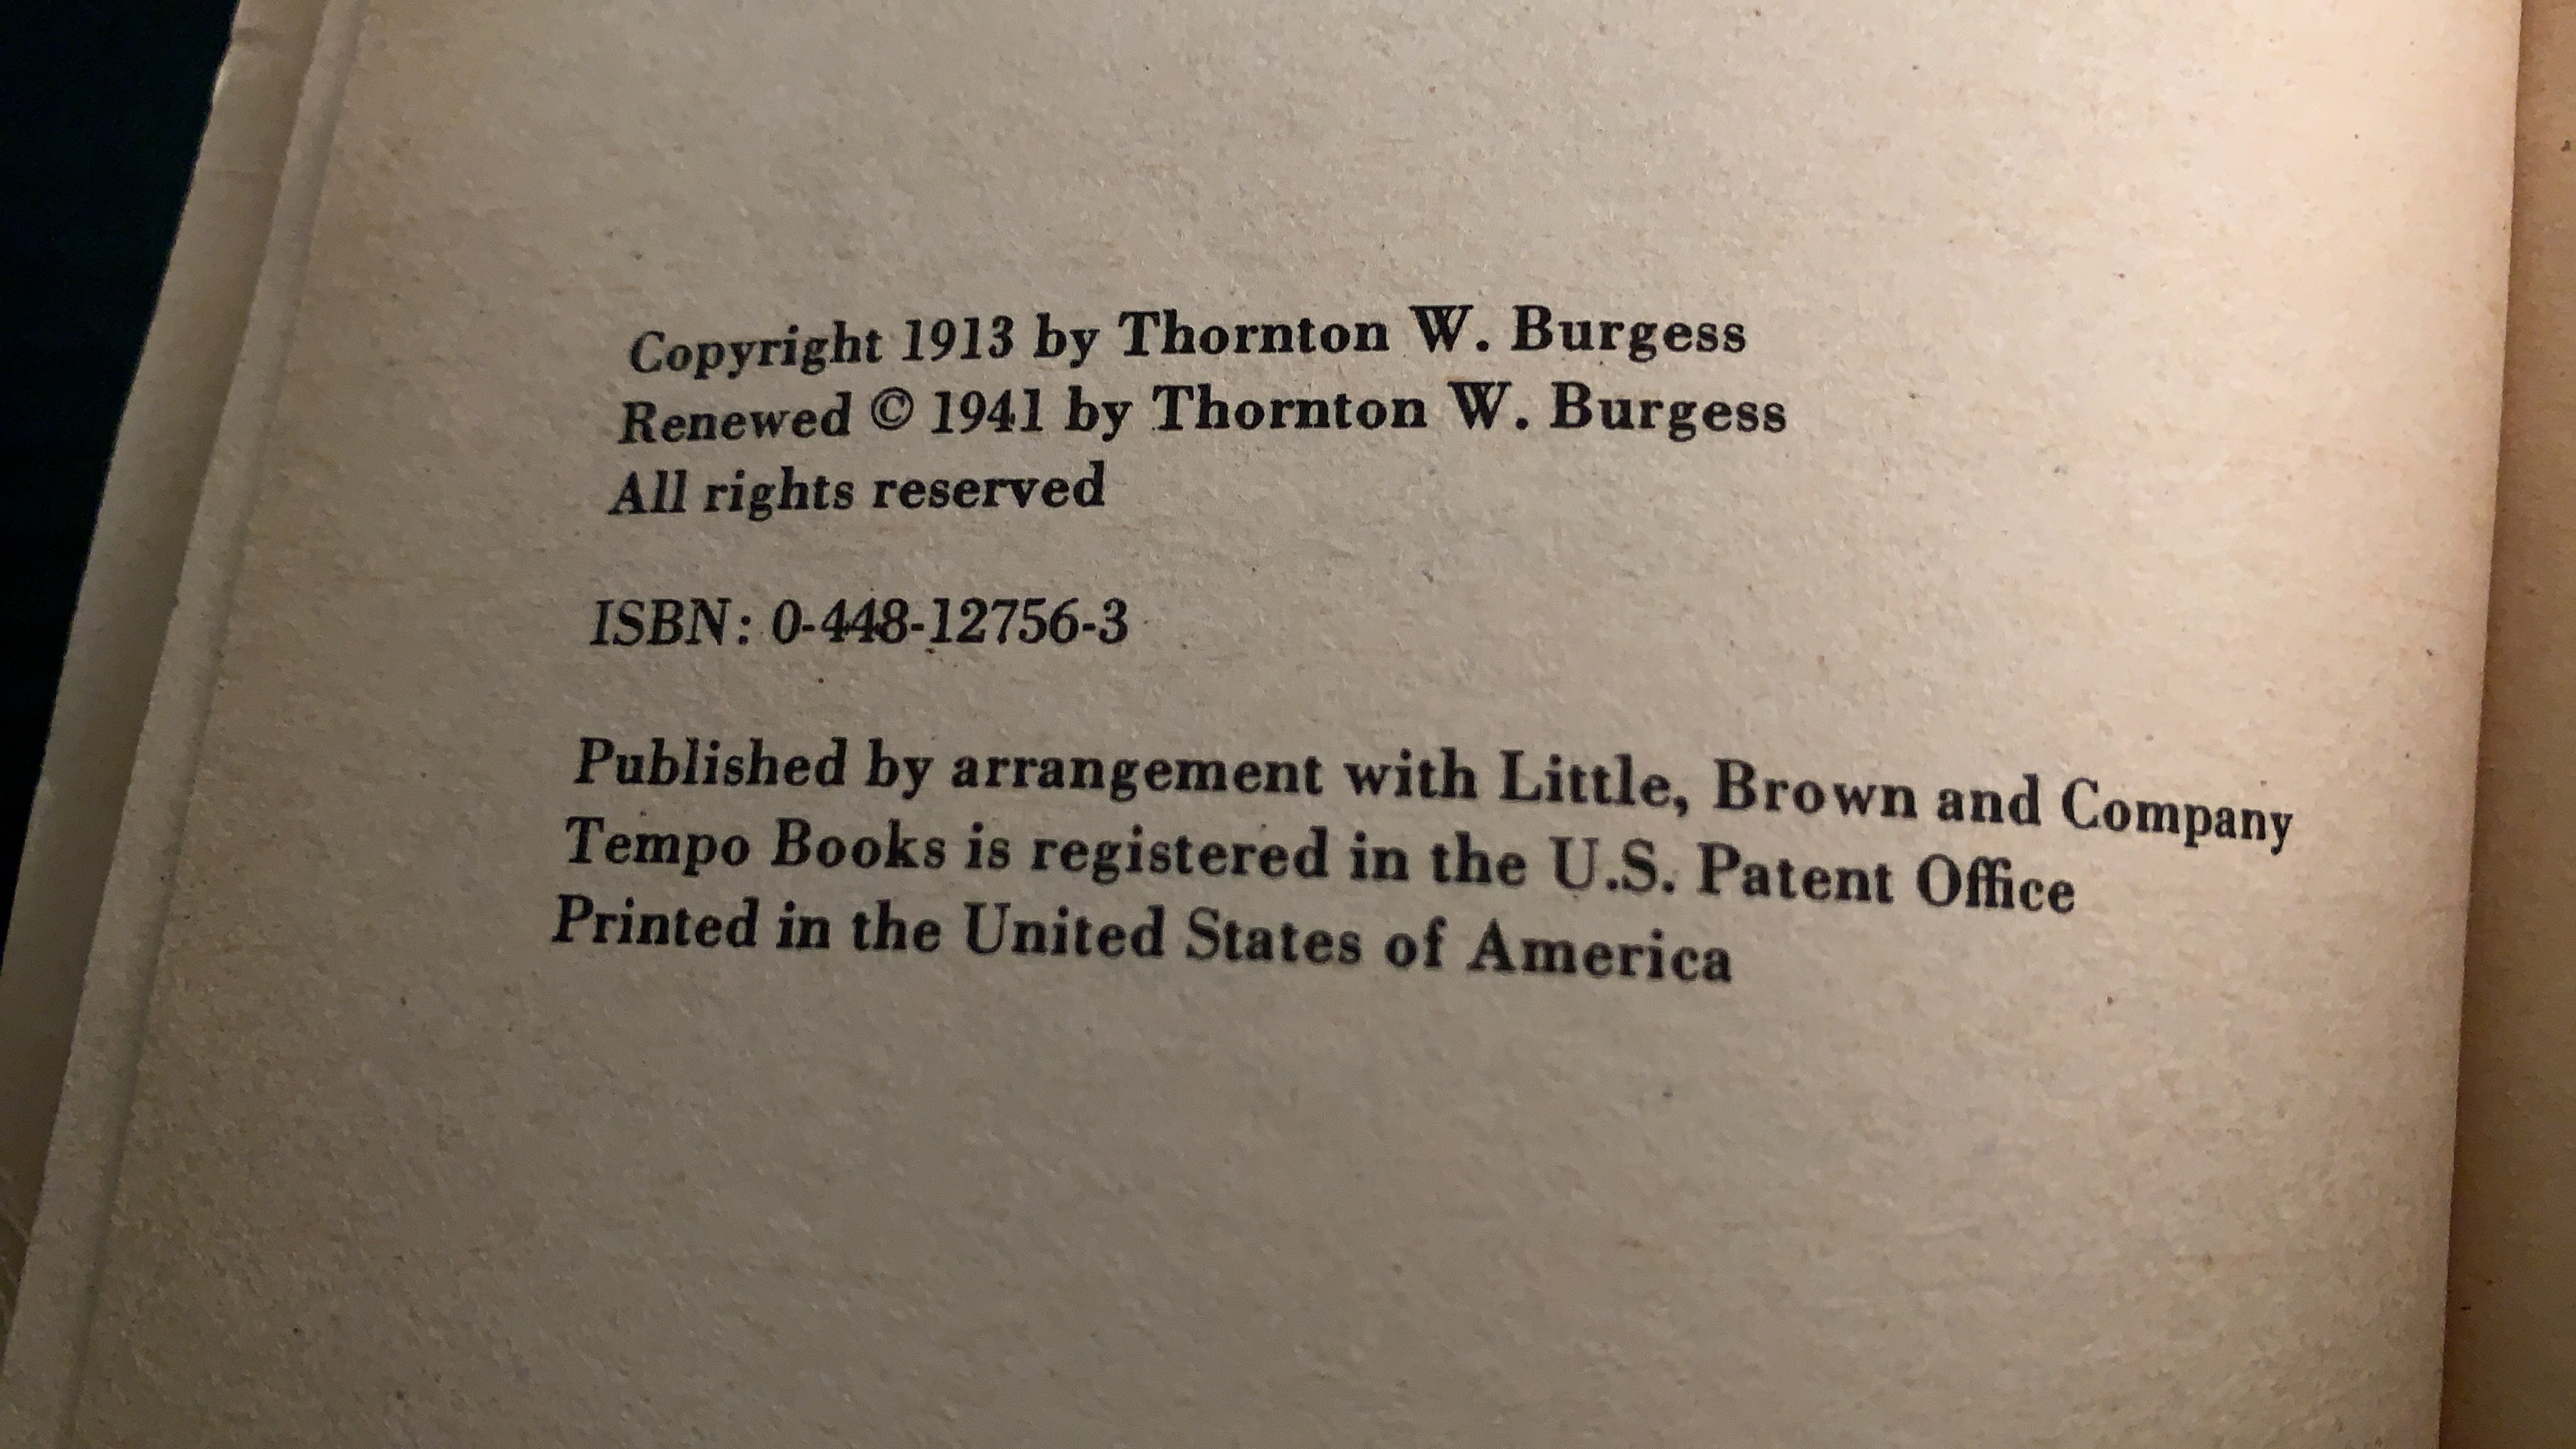 Copyright 1913 by Thornton W. Burgess
Renewed © 1941 by Thornton W. Burgess
All rights reserved
ISBN: 0-448-12756-3
Published by arrangement with Little, Brown and Company
Tempo Books is registered in the U.S. Patent Office
Printed in the United States of America